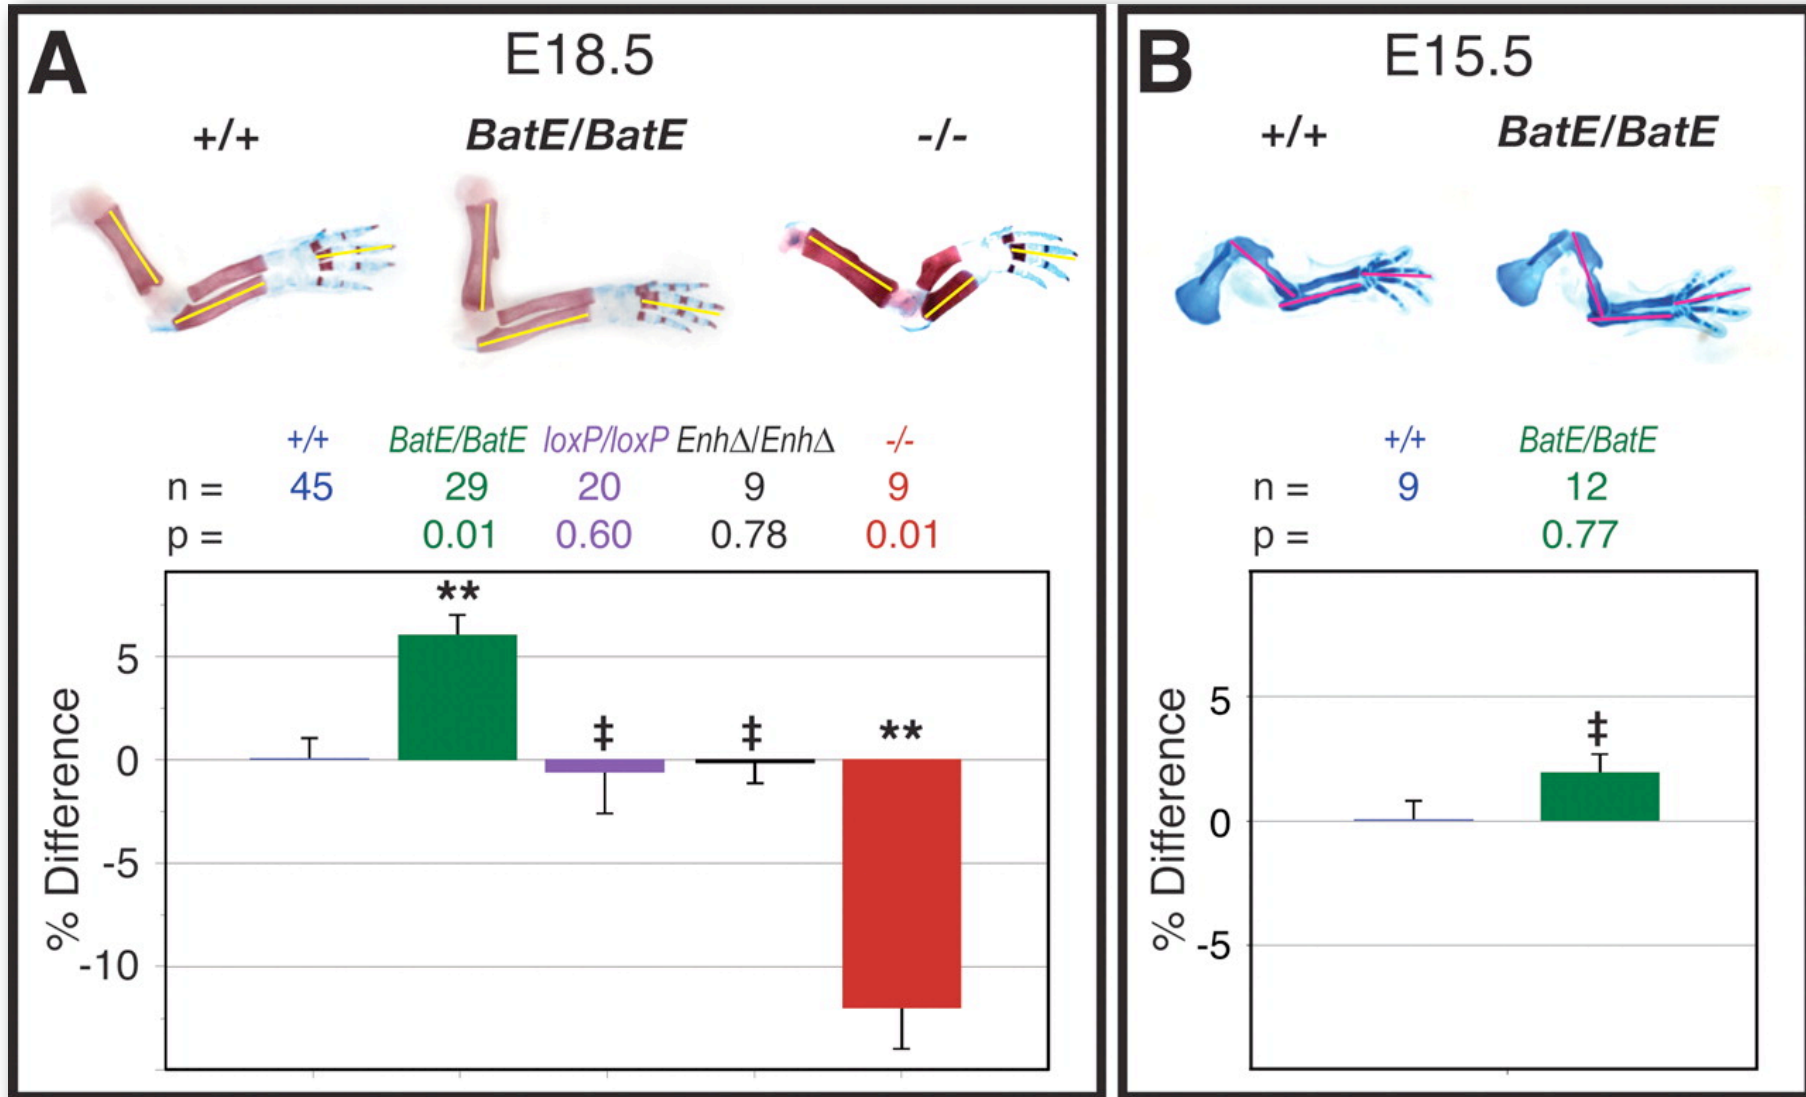 A
E18.5
+/+ BatE/BatE -/-
+/+ BatE/BatE loxP/loxP EnhΔ/EnhΔ -/-
n = 45 29 20 9 9
p = 0.01 0.60 0.78 0.01
** ‡ ‡ **
% Difference
5
0
-5
-10
B
E15.5
+/+ BatE/BatE
+/+ BatE/BatE
n = 9 12
p = 0.77
‡
% Difference
5
0
-5